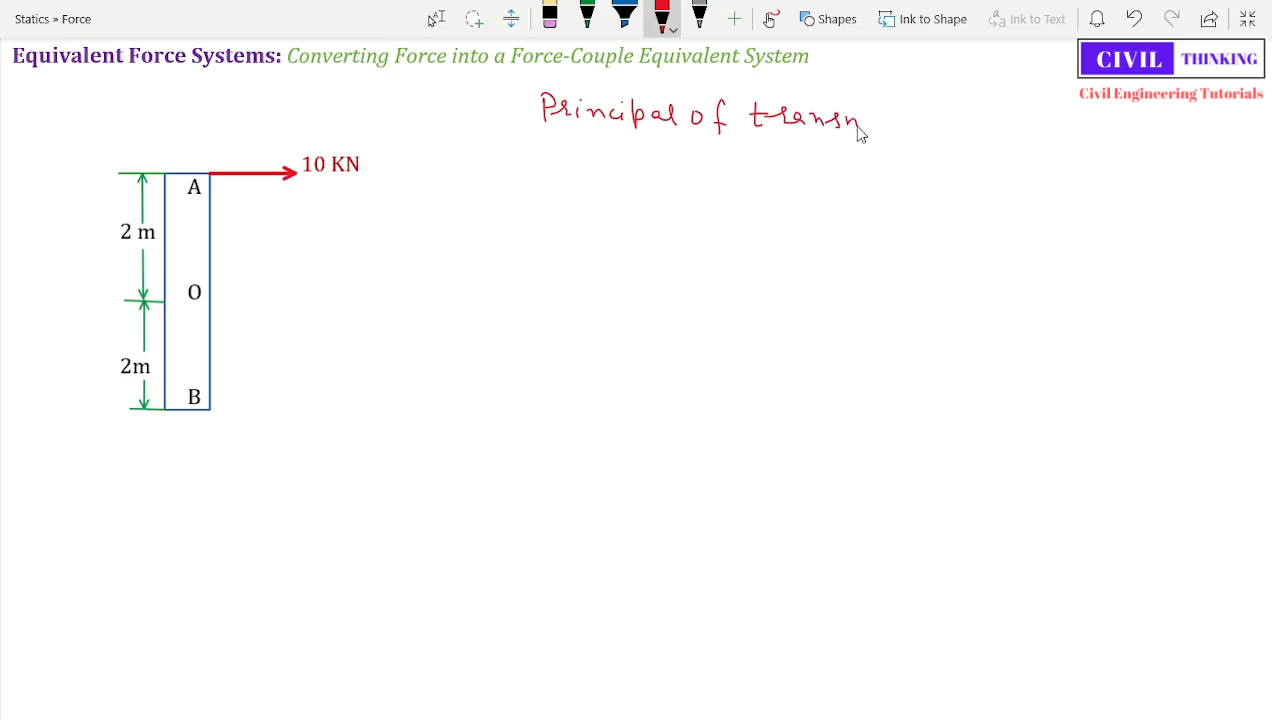 Statics » Force
Shapes
Ink to Shape
Ink to Text
Equivalent Force Systems: Converting Force into a Force-Couple Equivalent System
CIVIL THINKING
Civil Engineering Tutorials
Principal of transm
10 KN
A
2 m
O
2m
B